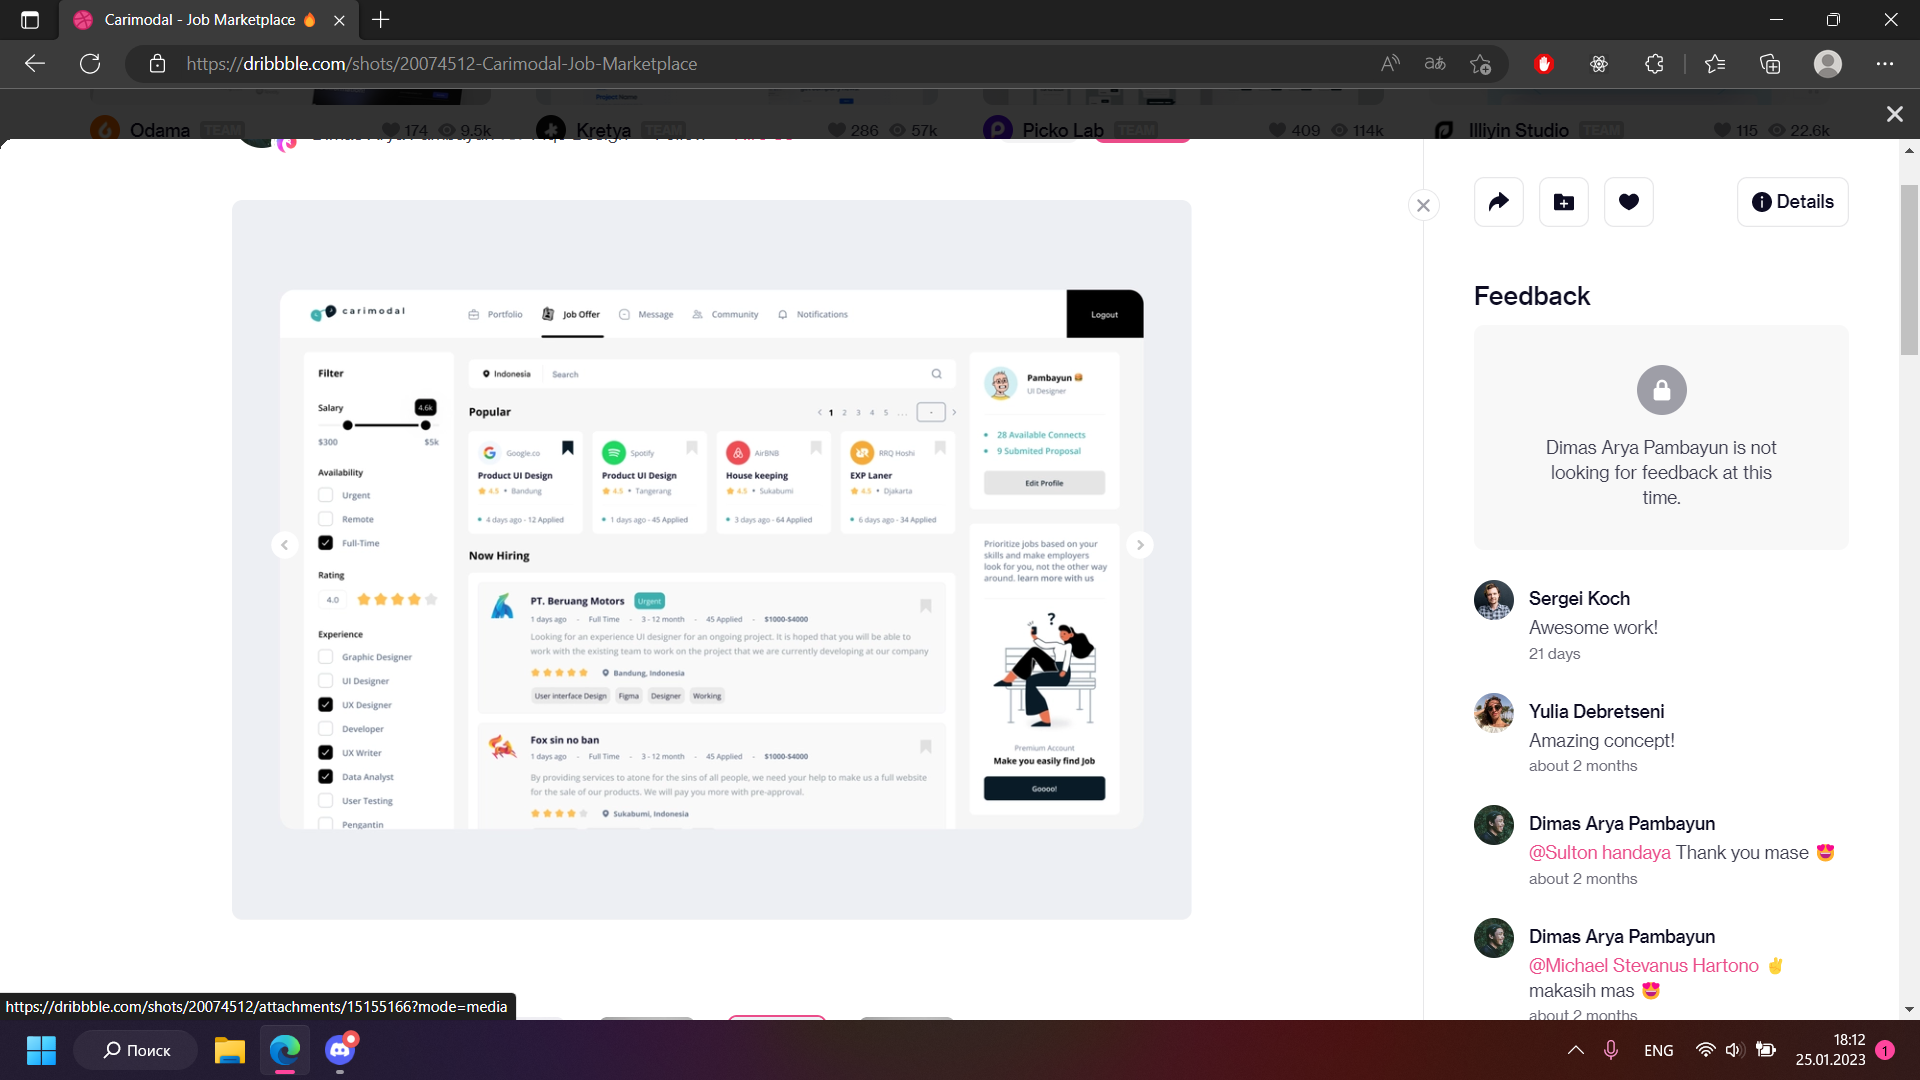 Carimodal - Job Marketplace 🔥
https://dribbble.com/shots/20074512-Carimodal-Job-Marketplace
Odama TEAM 174 9.5k
Kretya TEAM 286 57k
Picko Lab TEAM 409 114k
Illiyin Studio TEAM 115 22.6k
Project Home
carimodal
Portfolio
Job Offer
Message
Community
Notifications
Logout
Filter
Salary
4.6k
$300 $5k
Availability
Urgent
Remote
Full-Time
Rating
4.0
Experience
Graphic Designer
UI Designer
UX Designer
Developer
UX Writer
Data Analyst
User Testing
Pengantin
Indonesia Search
Popular
1 2 3 4 5 ...
Google.co
Product UI Design
4.5 • Bandung
4 days ago - 12 Applied
Spotify
Product UI Design
4.5 • Tangerang
1 days ago - 45 Applied
AirBNB
House keeping
4.5 • Sukabumi
3 days ago - 64 Applied
RRQ Hoshi
EXP Laner
4.5 • Djakarta
6 days ago - 34 Applied
Now Hiring
PT. Beruang Motors Urgent
1 days ago - Full Time - 3 - 12 month - 45 Applied - $1000-$4000
Looking for an experience UI designer for an ongoing project. It is hoped that you will be able to
work with the existing team to work on the project that we are currently developing at our company
Bandung, Indonesia
User Interface Design Figma Designer Working
Fox sin no ban
1 days ago - Full Time - 3 - 12 month - 45 Applied - $1000-$4000
By providing services to atone for the sins of all people, we need your help to make us a full website
for the sale of our products. We will pay you more with pre-approval.
Sukabumi, Indonesia
Pambayun
UI Designer
28 Available Connects
9 Submited Proposal
Edit Profile
Prioritize jobs based on your
skills and make employers
look for you, not the other way
around. learn more with us
?
Premium Account
Make you easily find Job
Goooo!
Details
Feedback
Dimas Arya Pambayun is not
looking for feedback at this
time.
Sergei Koch
Awesome work!
21 days
Yulia Debretseni
Amazing concept!
about 2 months
Dimas Arya Pambayun
@Sulton handaya Thank you mase 😍
about 2 months
Dimas Arya Pambayun
@Michael Stevanus Hartono ✌
makasih mas 😍
about 2 months
https://dribbble.com/shots/20074512/attachments/15155166?mode=media
Поиск
ENG
18:12
25.01.2023
1